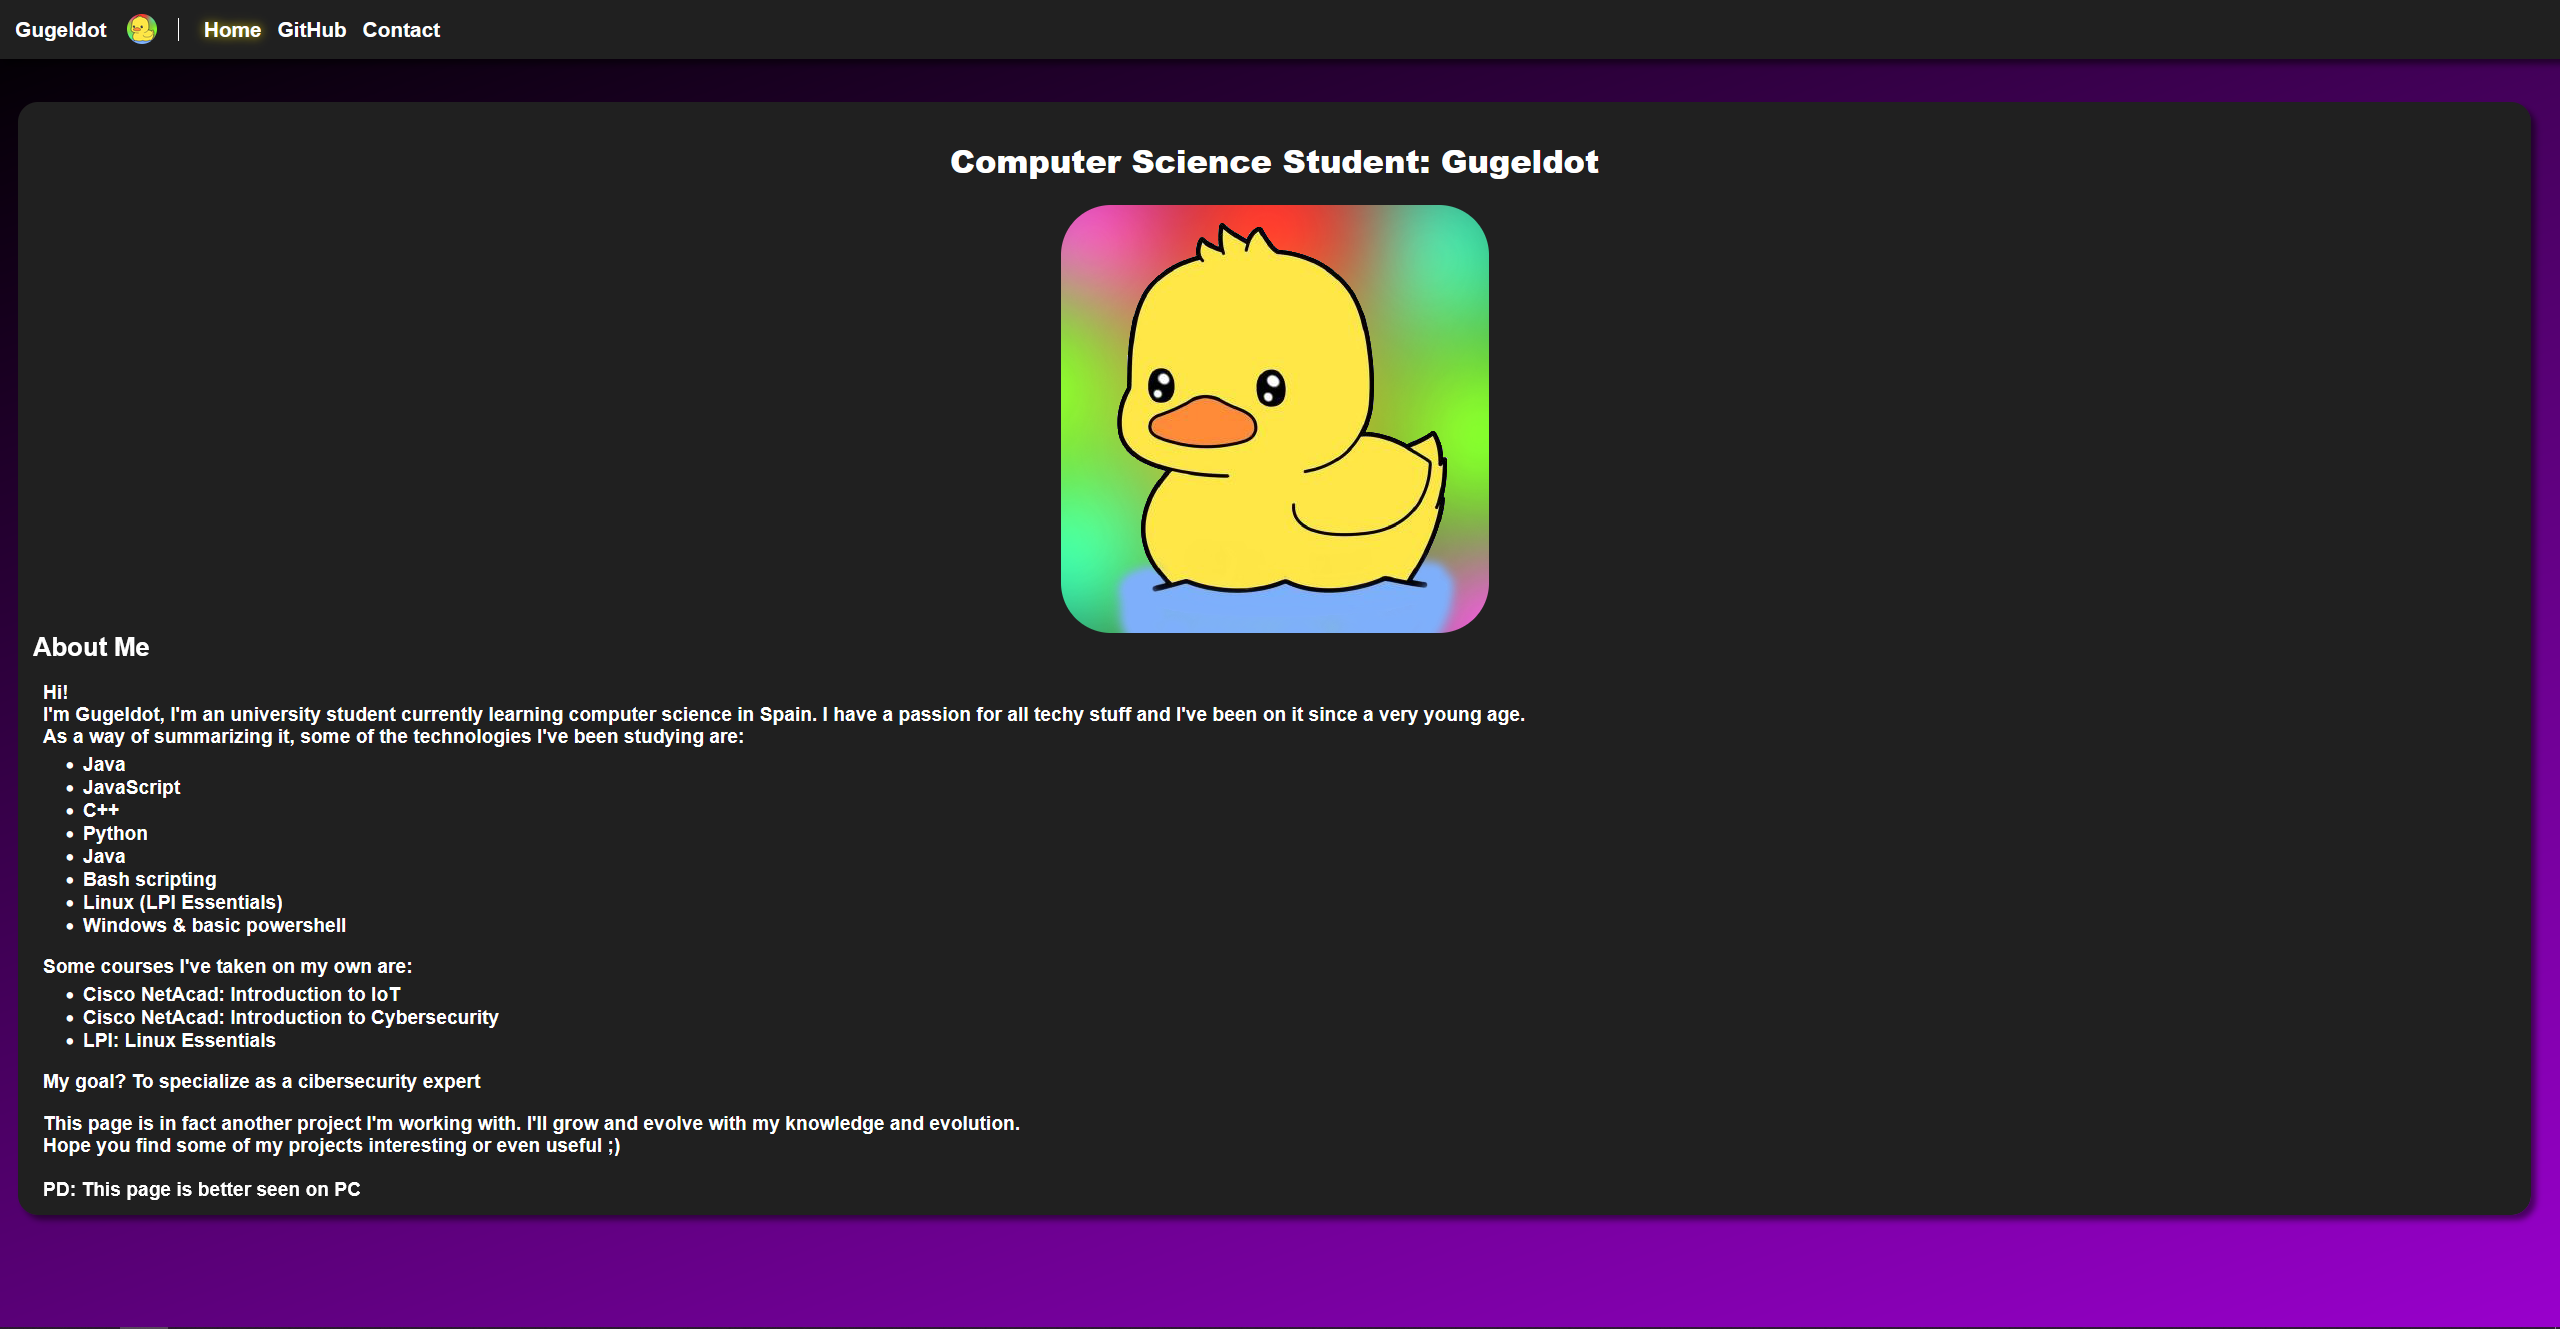 Gugeldot
Home GitHub Contact
Computer Science Student: Gugeldot
About Me
Hi!
I'm Gugeldot, I'm an university student currently learning computer science in Spain. I have a passion for all techy stuff and I've been on it since a very young age.
As a way of summarizing it, some of the technologies I've been studying are:
• Java
• JavaScript
• C++
• Python
• Java
• Bash scripting
• Linux (LPI Essentials)
• Windows & basic powershell
Some courses I've taken on my own are:
• Cisco NetAcad: Introduction to IoT
• Cisco NetAcad: Introduction to Cybersecurity
• LPI: Linux Essentials
My goal? To specialize as a cibersecurity expert
This page is in fact another project I'm working with. I'll grow and evolve with my knowledge and evolution.
Hope you find some of my projects interesting or even useful ;)
PD: This page is better seen on PC